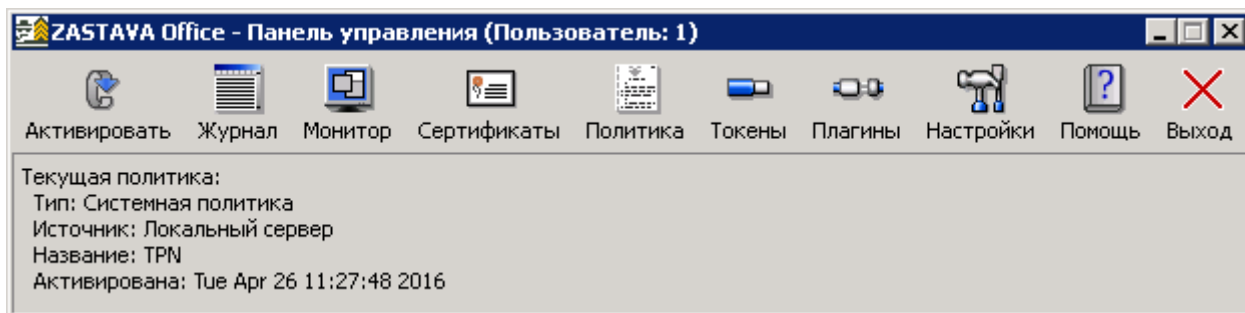 ZASTAVA Office - Панель управления (Пользователь: 1)
Активировать Журнал Монитор Сертификаты Политика Токены Плагины Настройки Помощь Выход
Текущая политика:
Тип: Системная политика
Источник: Локальный сервер
Название: TPN
Активирована: Tue Apr 26 11:27:48 2016